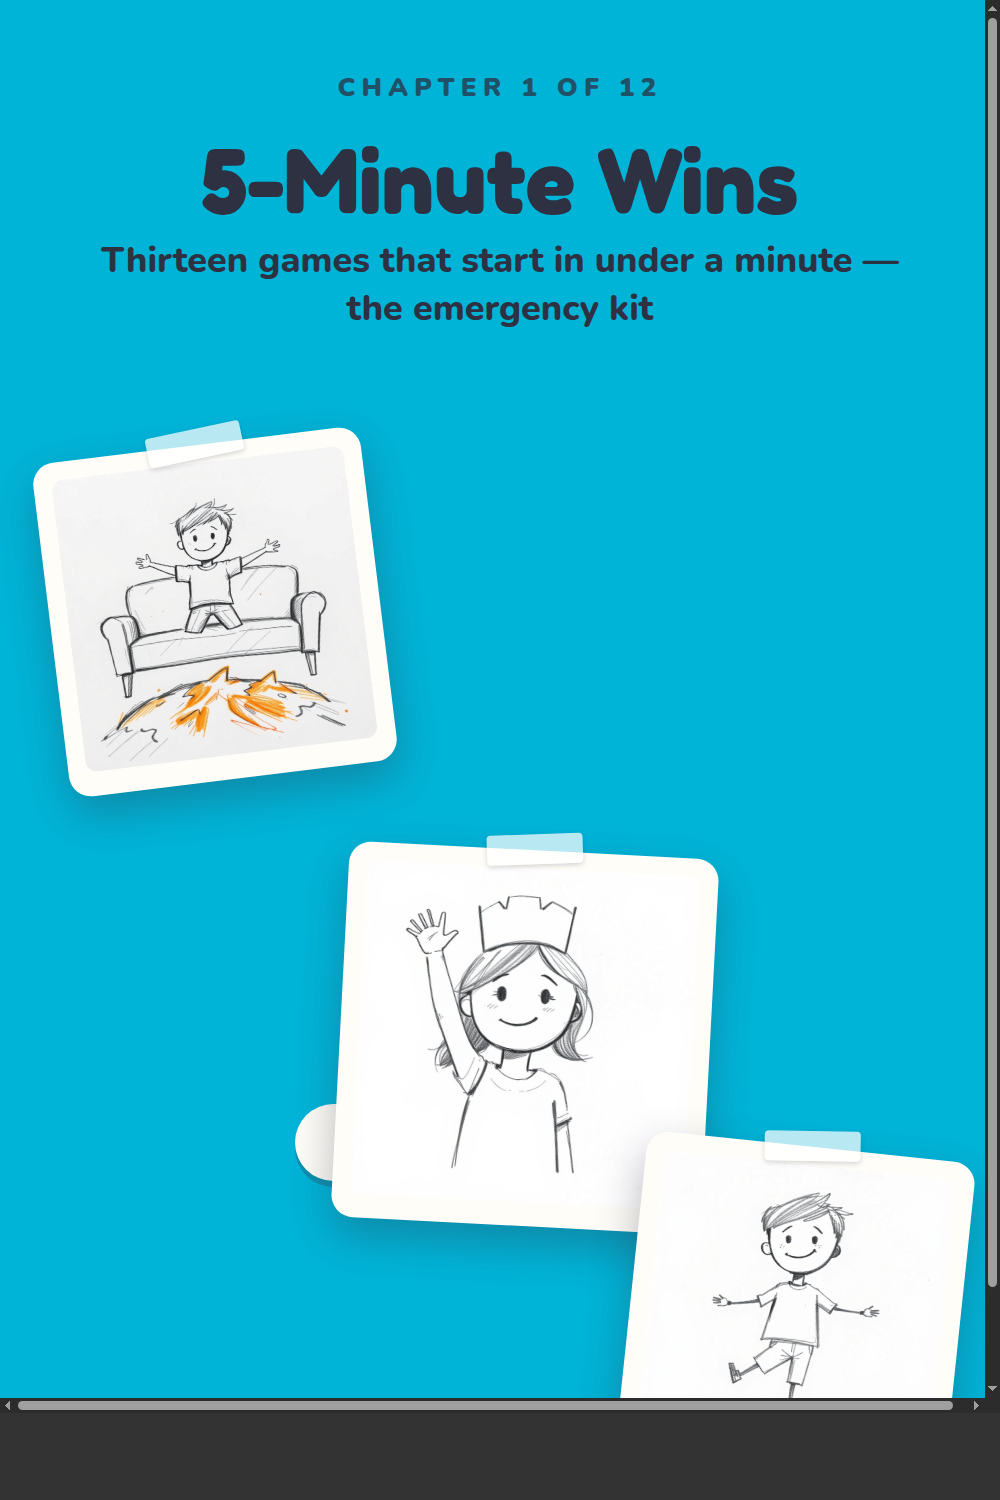 CHAPTER 1 OF 12
5-Minute Wins
Thirteen games that start in under a minute —
the emergency kit